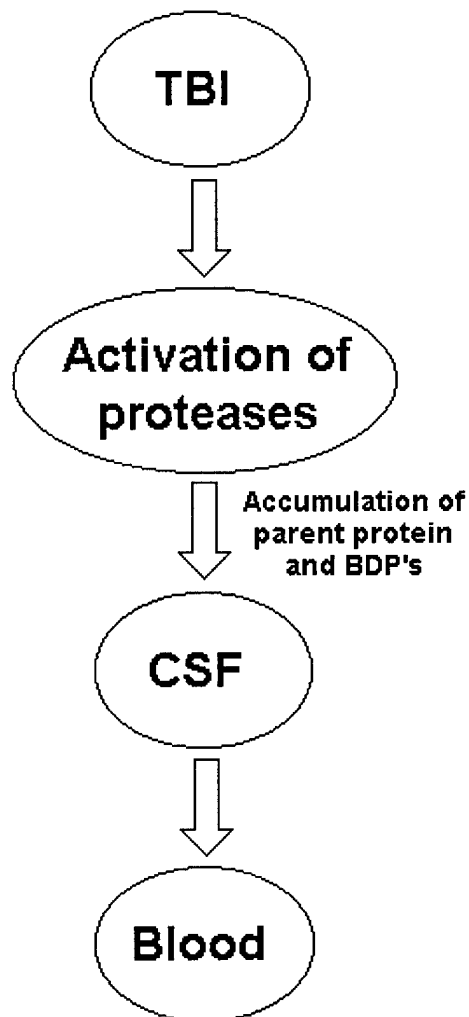 TBI
Activation of
proteases
Accumulation of
parent protein
and BDP's
CSF
Blood